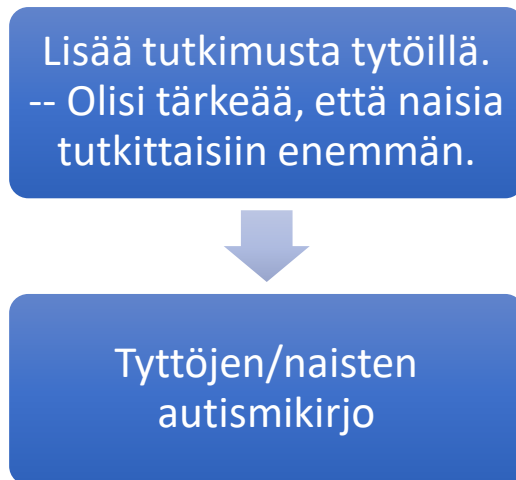 Lisää tutkimusta tytöillä.
-- Olisi tärkeää, että naisia
tutkittaisiin enemmän.
Tyttöjen/naisten
autismikirjo